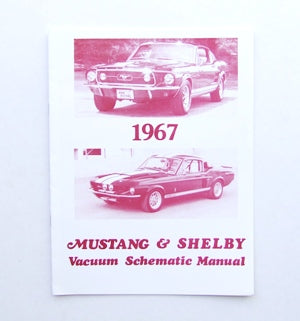 1967
MUSTANG & SHELBY
Vacuum Schematic Manual